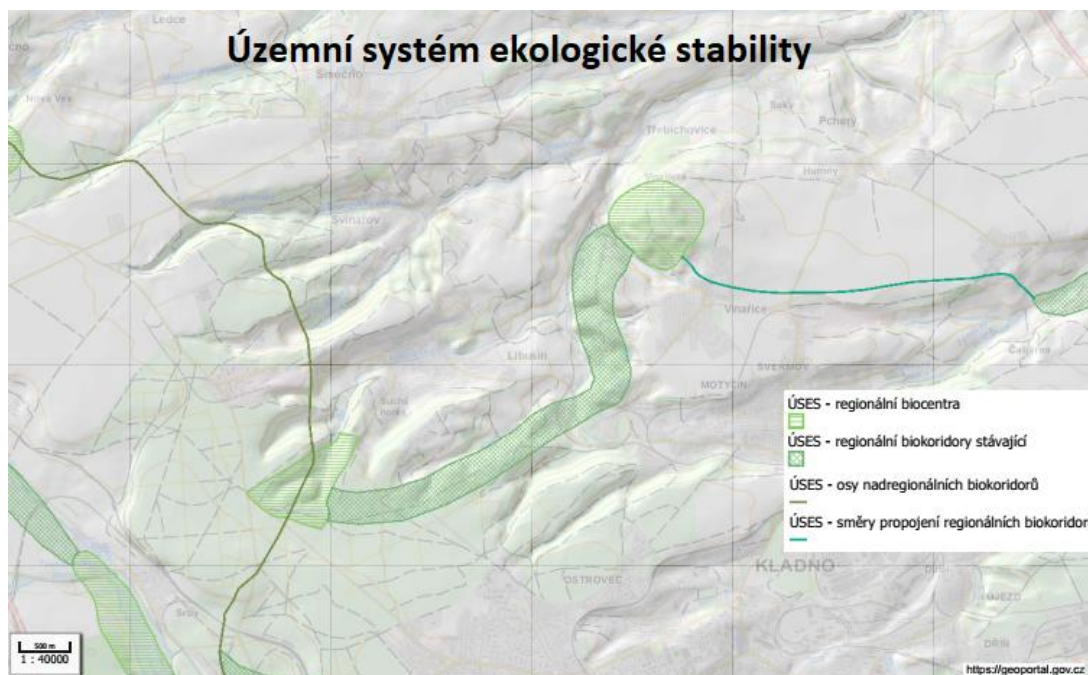 Územní systém ekologické stability
Ledce
Smečno
Nová Ves
Saky
Pchery
Třebichovice
Humny
Svinařov
Vinařice
Libušín
ŠVERMOV
MOTYČÍN
Čabárna
ÚSES - regionální biocentra
ÚSES - regionální biokoridory stávající
ÚSES - osy nadregionálních biokoridorů
ÚSES - směry propojení regionálních biokoridor
KLADNO
OSTROVEC
ÚJEZD
DŘÍŇ
Srby
500 m
1 : 40000
https://geoportal.gov.cz